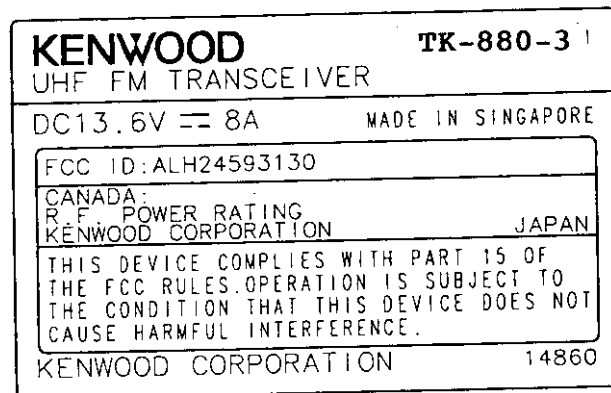 KENWOOD TK-880-3
UHF FM TRANSCEIVER
DC13.6V ⎓ 8A MADE IN SINGAPORE
FCC ID:ALH24593130
CANADA:
R.F. POWER RATING
KENWOOD CORPORATION JAPAN
THIS DEVICE COMPLIES WITH PART 15 OF
THE FCC RULES.OPERATION IS SUBJECT TO
THE CONDITION THAT THIS DEVICE DOES NOT
CAUSE HARMFUL INTERFERENCE.
KENWOOD CORPORATION 14860